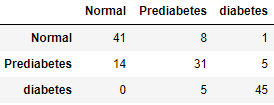 Normal Prediabetes diabetes
Normal 41 8 1
Prediabetes 14 31 5
diabetes 0 5 45